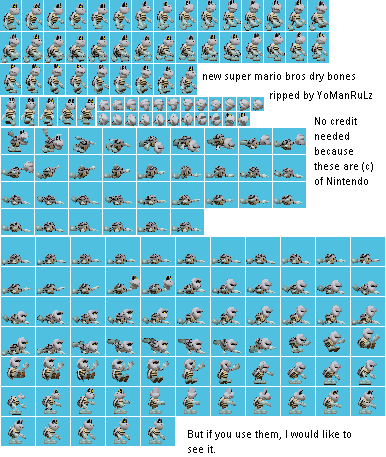 new super mario bros dry bones
ripped by YoManRuLz
No credit
needed
because
these are (c)
of Nintendo
But if you use them, I would like to
see it.